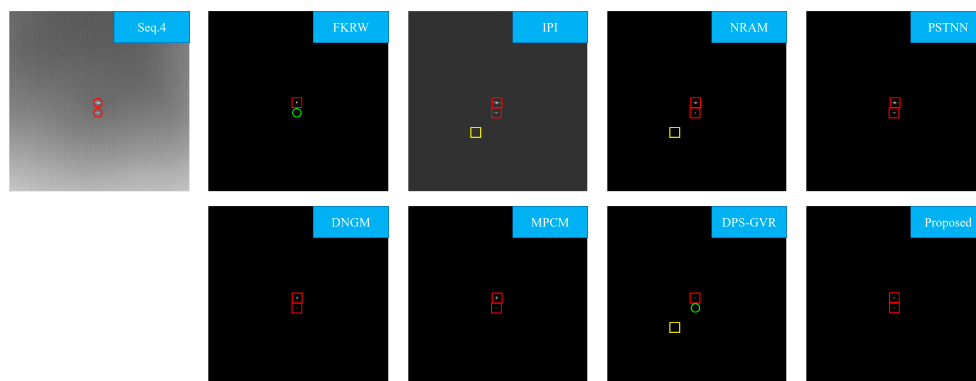 Seq.4
FKRW
IPI
NRAM
PSTNN
DNGM
MPCM
DPS-GVR
Proposed